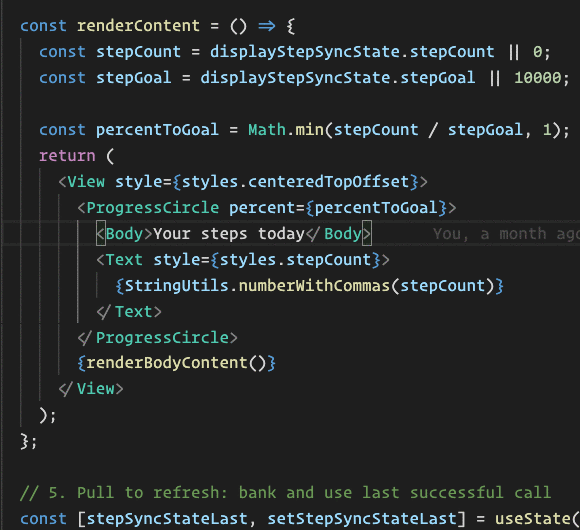 const renderContent = () => {
const stepCount = displayStepSyncState.stepCount || 0;
const stepGoal = displayStepSyncState.stepGoal || 10000;
const percentToGoal = Math.min(stepCount / stepGoal, 1);
return (
<View style={styles.centeredTopOffset}>
<ProgressCircle percent={percentToGoal}>
<Body>Your steps today</Body> You, a month ago
<Text style={styles.stepCount}>
{StringUtils.numberWithCommas(stepCount)}
</Text>
</ProgressCircle>
{renderBodyContent()}
</View>
);
};
// 5. Pull to refresh: bank and use last successful call
const [stepSyncStateLast, setStepSyncStateLast] = useState(